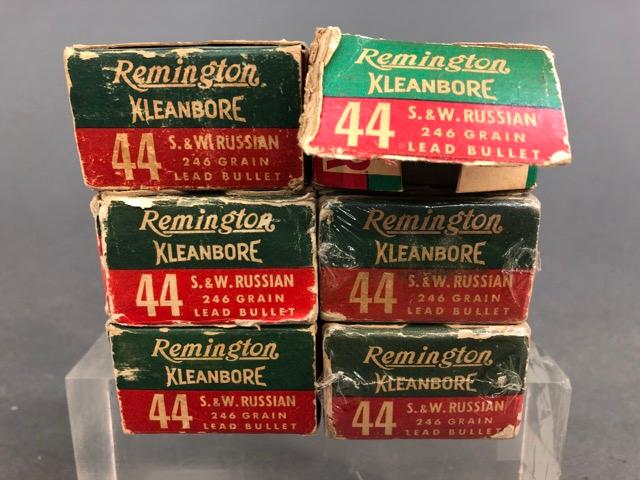 Remington
KLEANBORE
44 S. & W. RUSSIAN
246 GRAIN
LEAD BULLET
Remington
KLEANBORE
44 S. & W. RUSSIAN
246 GRAIN
LEAD BULLET
Remington
KLEANBORE
44 S. & W. RUSSIAN
246 GRAIN
LEAD BULLET
Remington
KLEANBORE
44 S. & W. RUSSIAN
246 GRAIN
LEAD BULLET
Remington
KLEANBORE
44 S. & W. RUSSIAN
246 GRAIN
LEAD BULLET
Remington
KLEANBORE
44 S. & W. RUSSIAN
246 GRAIN
LEAD BULLET